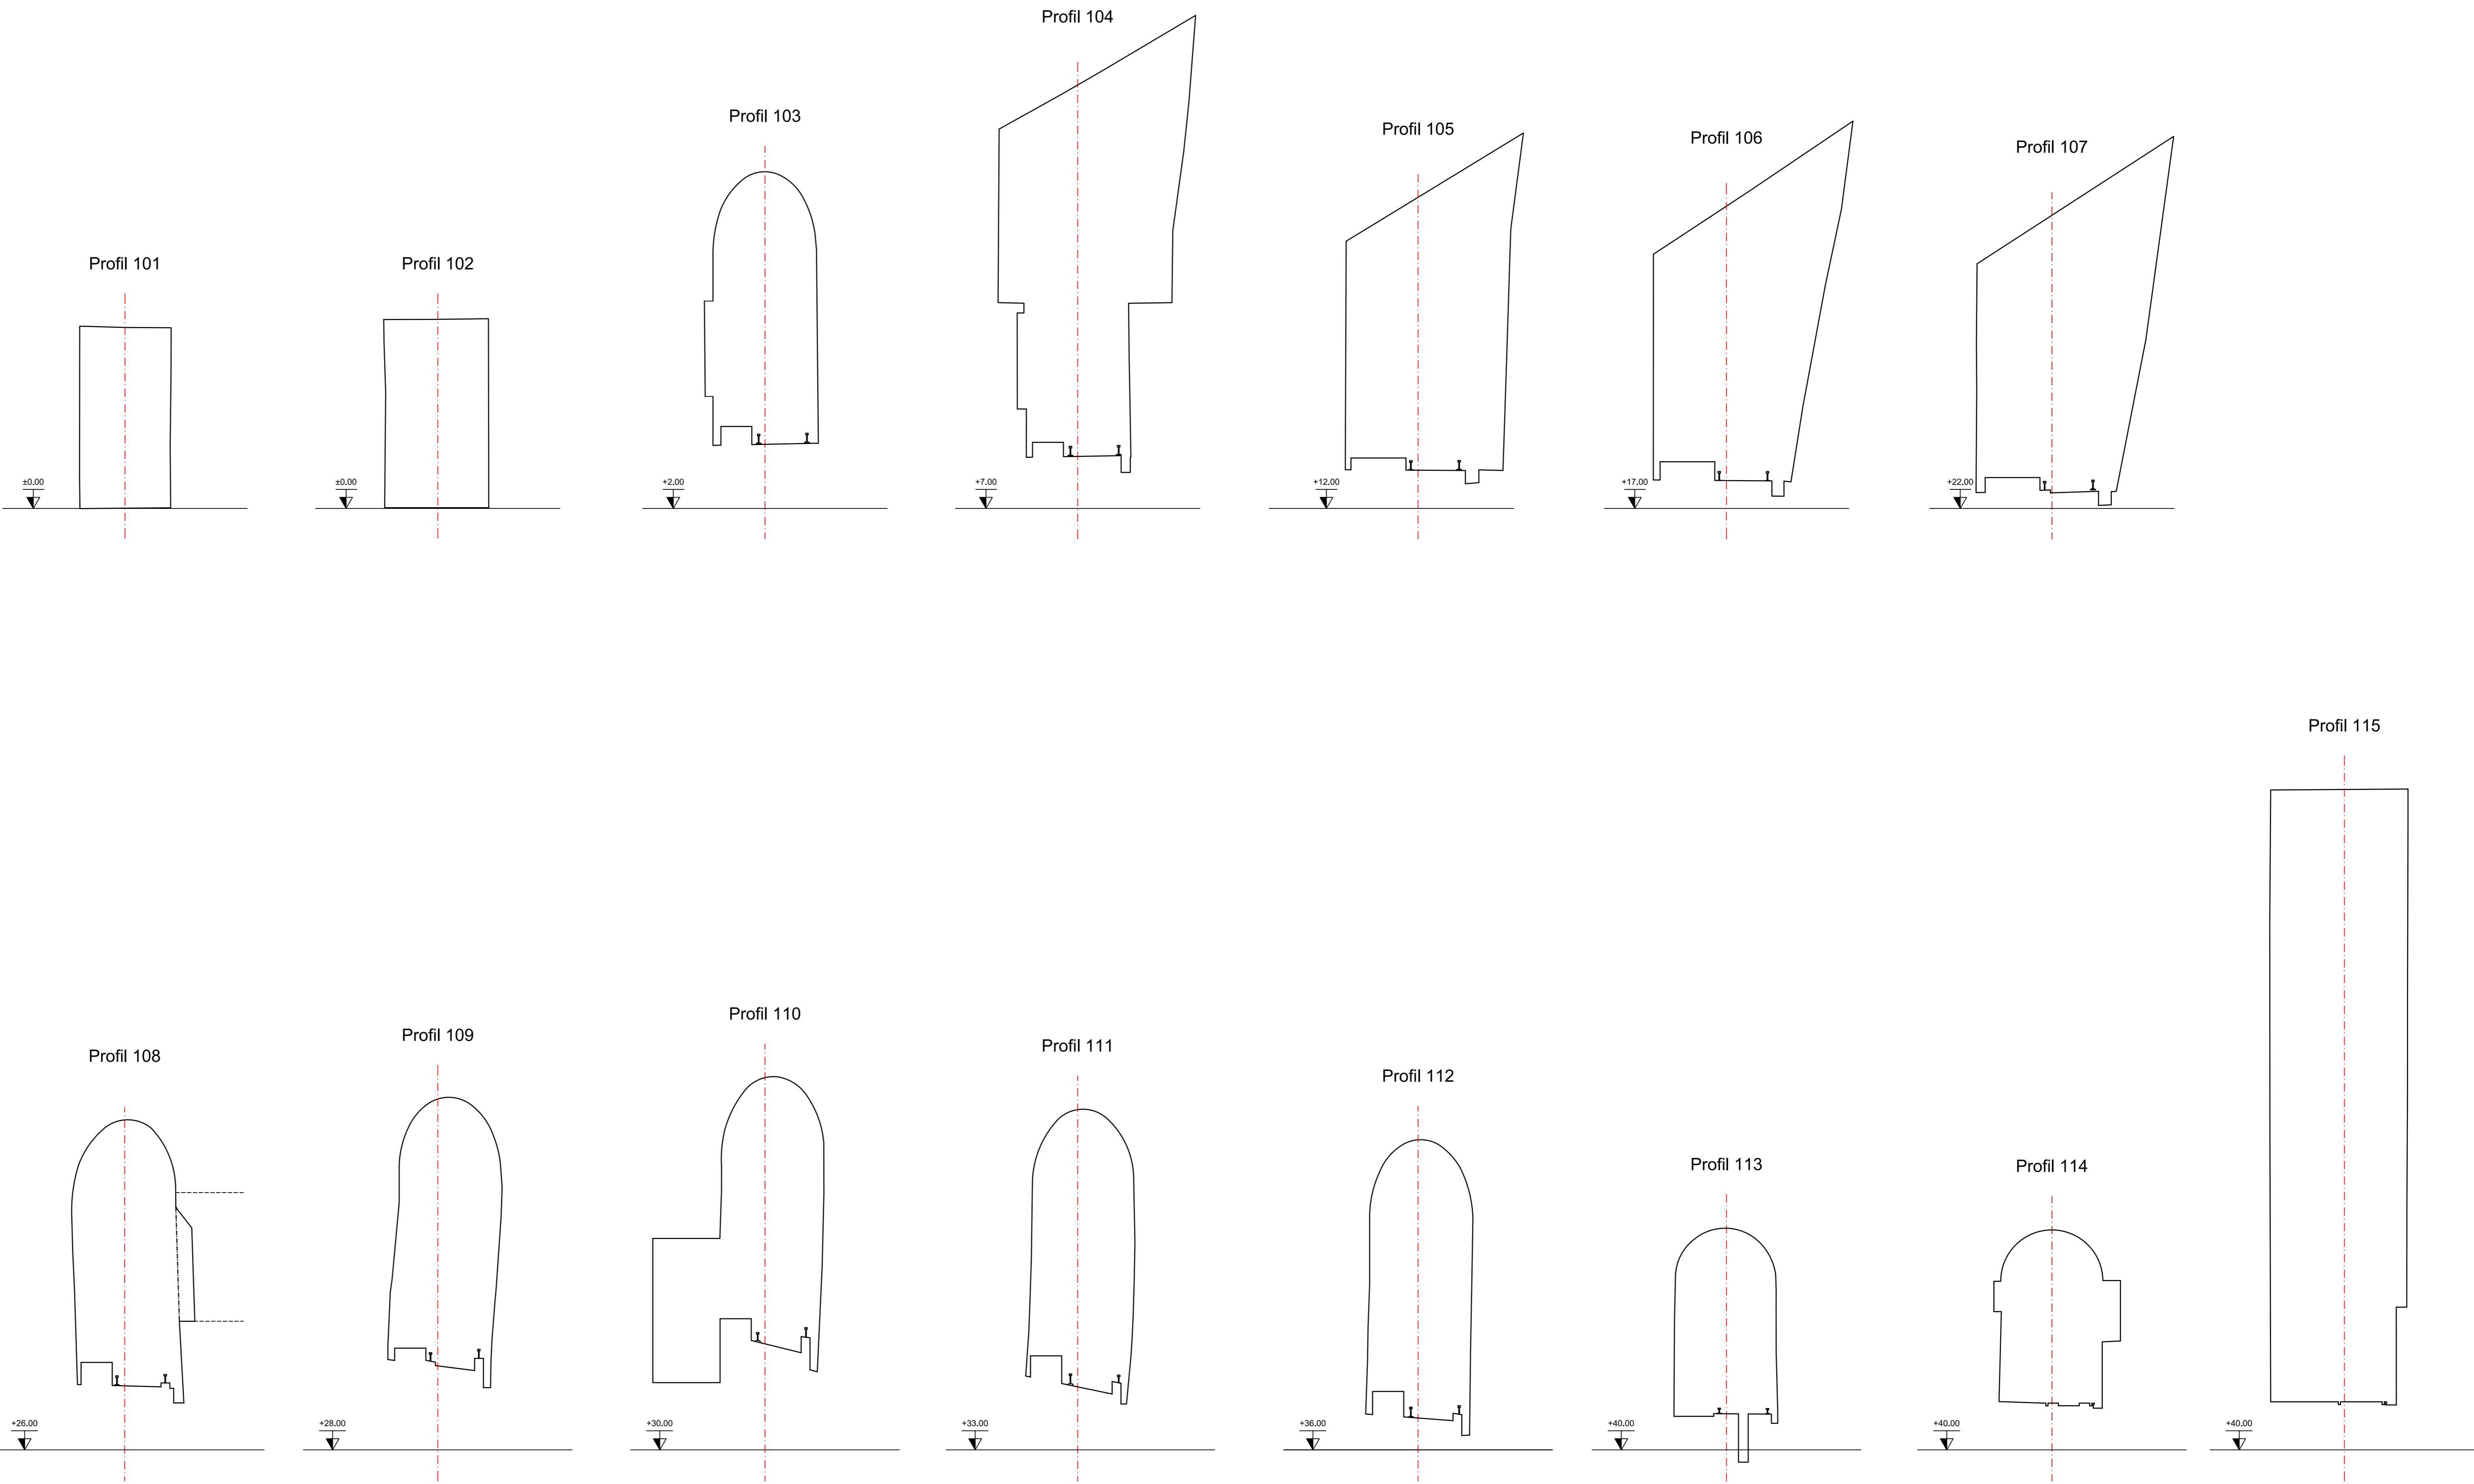 Profil 104
Profil 103
Profil 105
Profil 106
Profil 107
Profil 101
Profil 102
±0.00
±0.00
+2.00
+7.00
+12.00
+17.00
+22.00
Profil 115
Profil 110
Profil 109
Profil 111
Profil 108
Profil 112
Profil 113
Profil 114
+26.00
+28.00
+30.00
+33.00
+36.00
+40.00
+40.00
+40.00